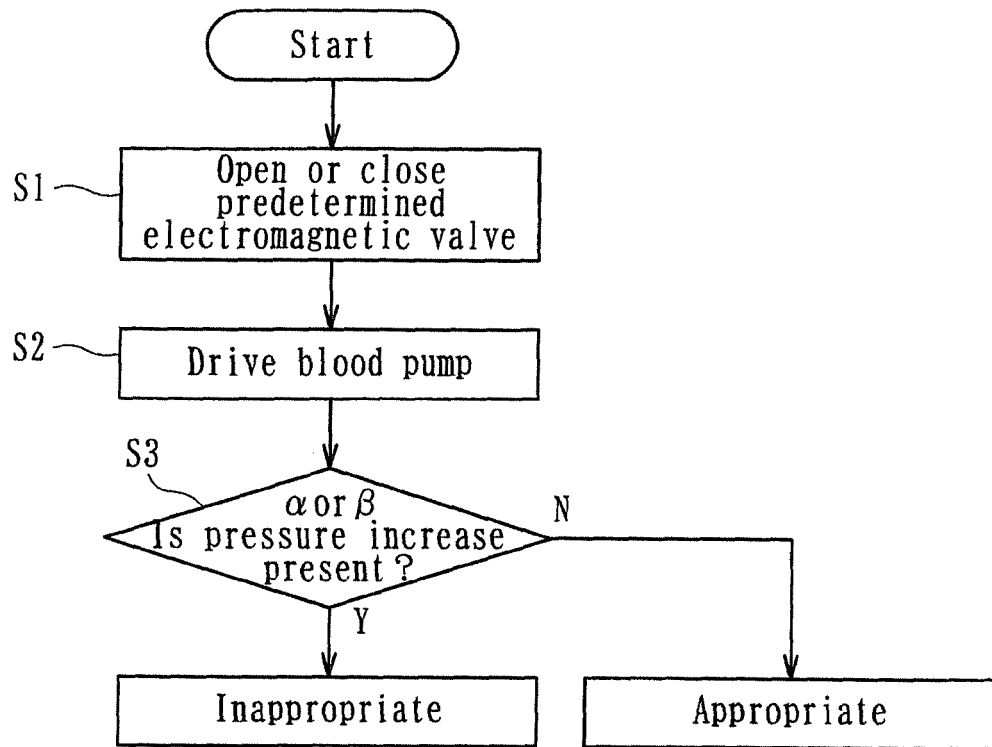 Start
S1
Open or close
predetermined
electromagnetic valve
S2
Drive blood pump
S3
α or β
Is pressure increase
present?
N
Y
Inappropriate
Appropriate